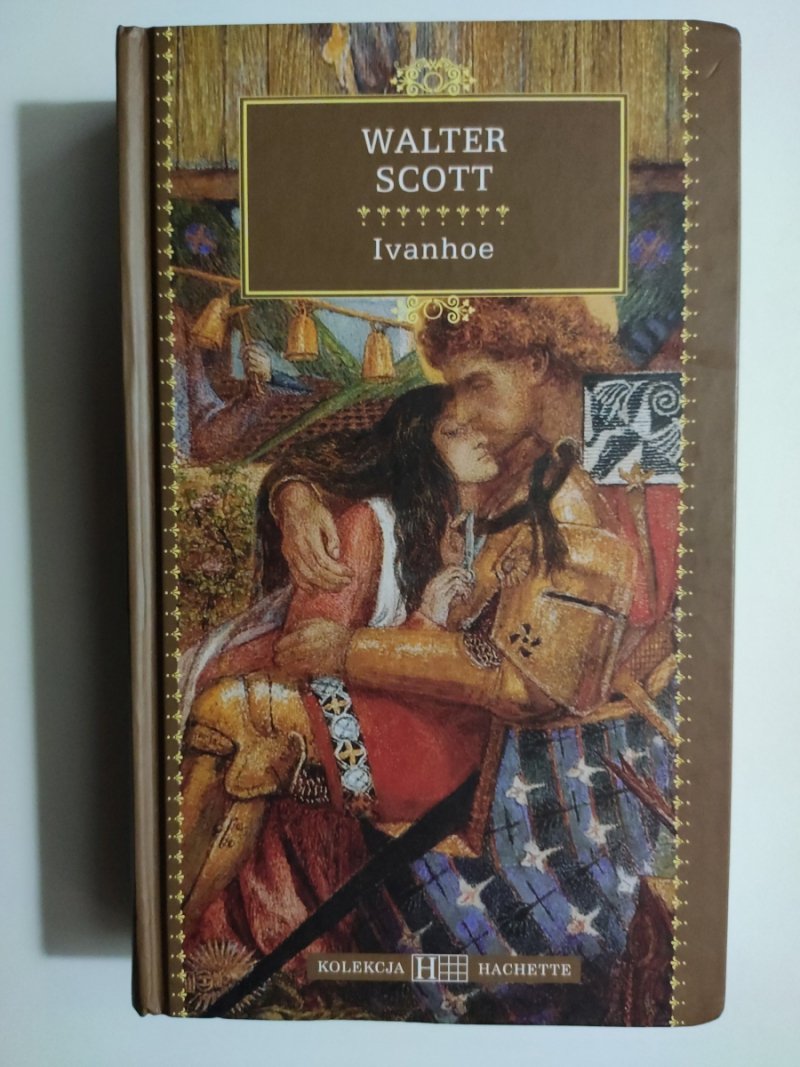 WALTER
SCOTT
Ivanhoe
KOLEKCJA H HACHETTE